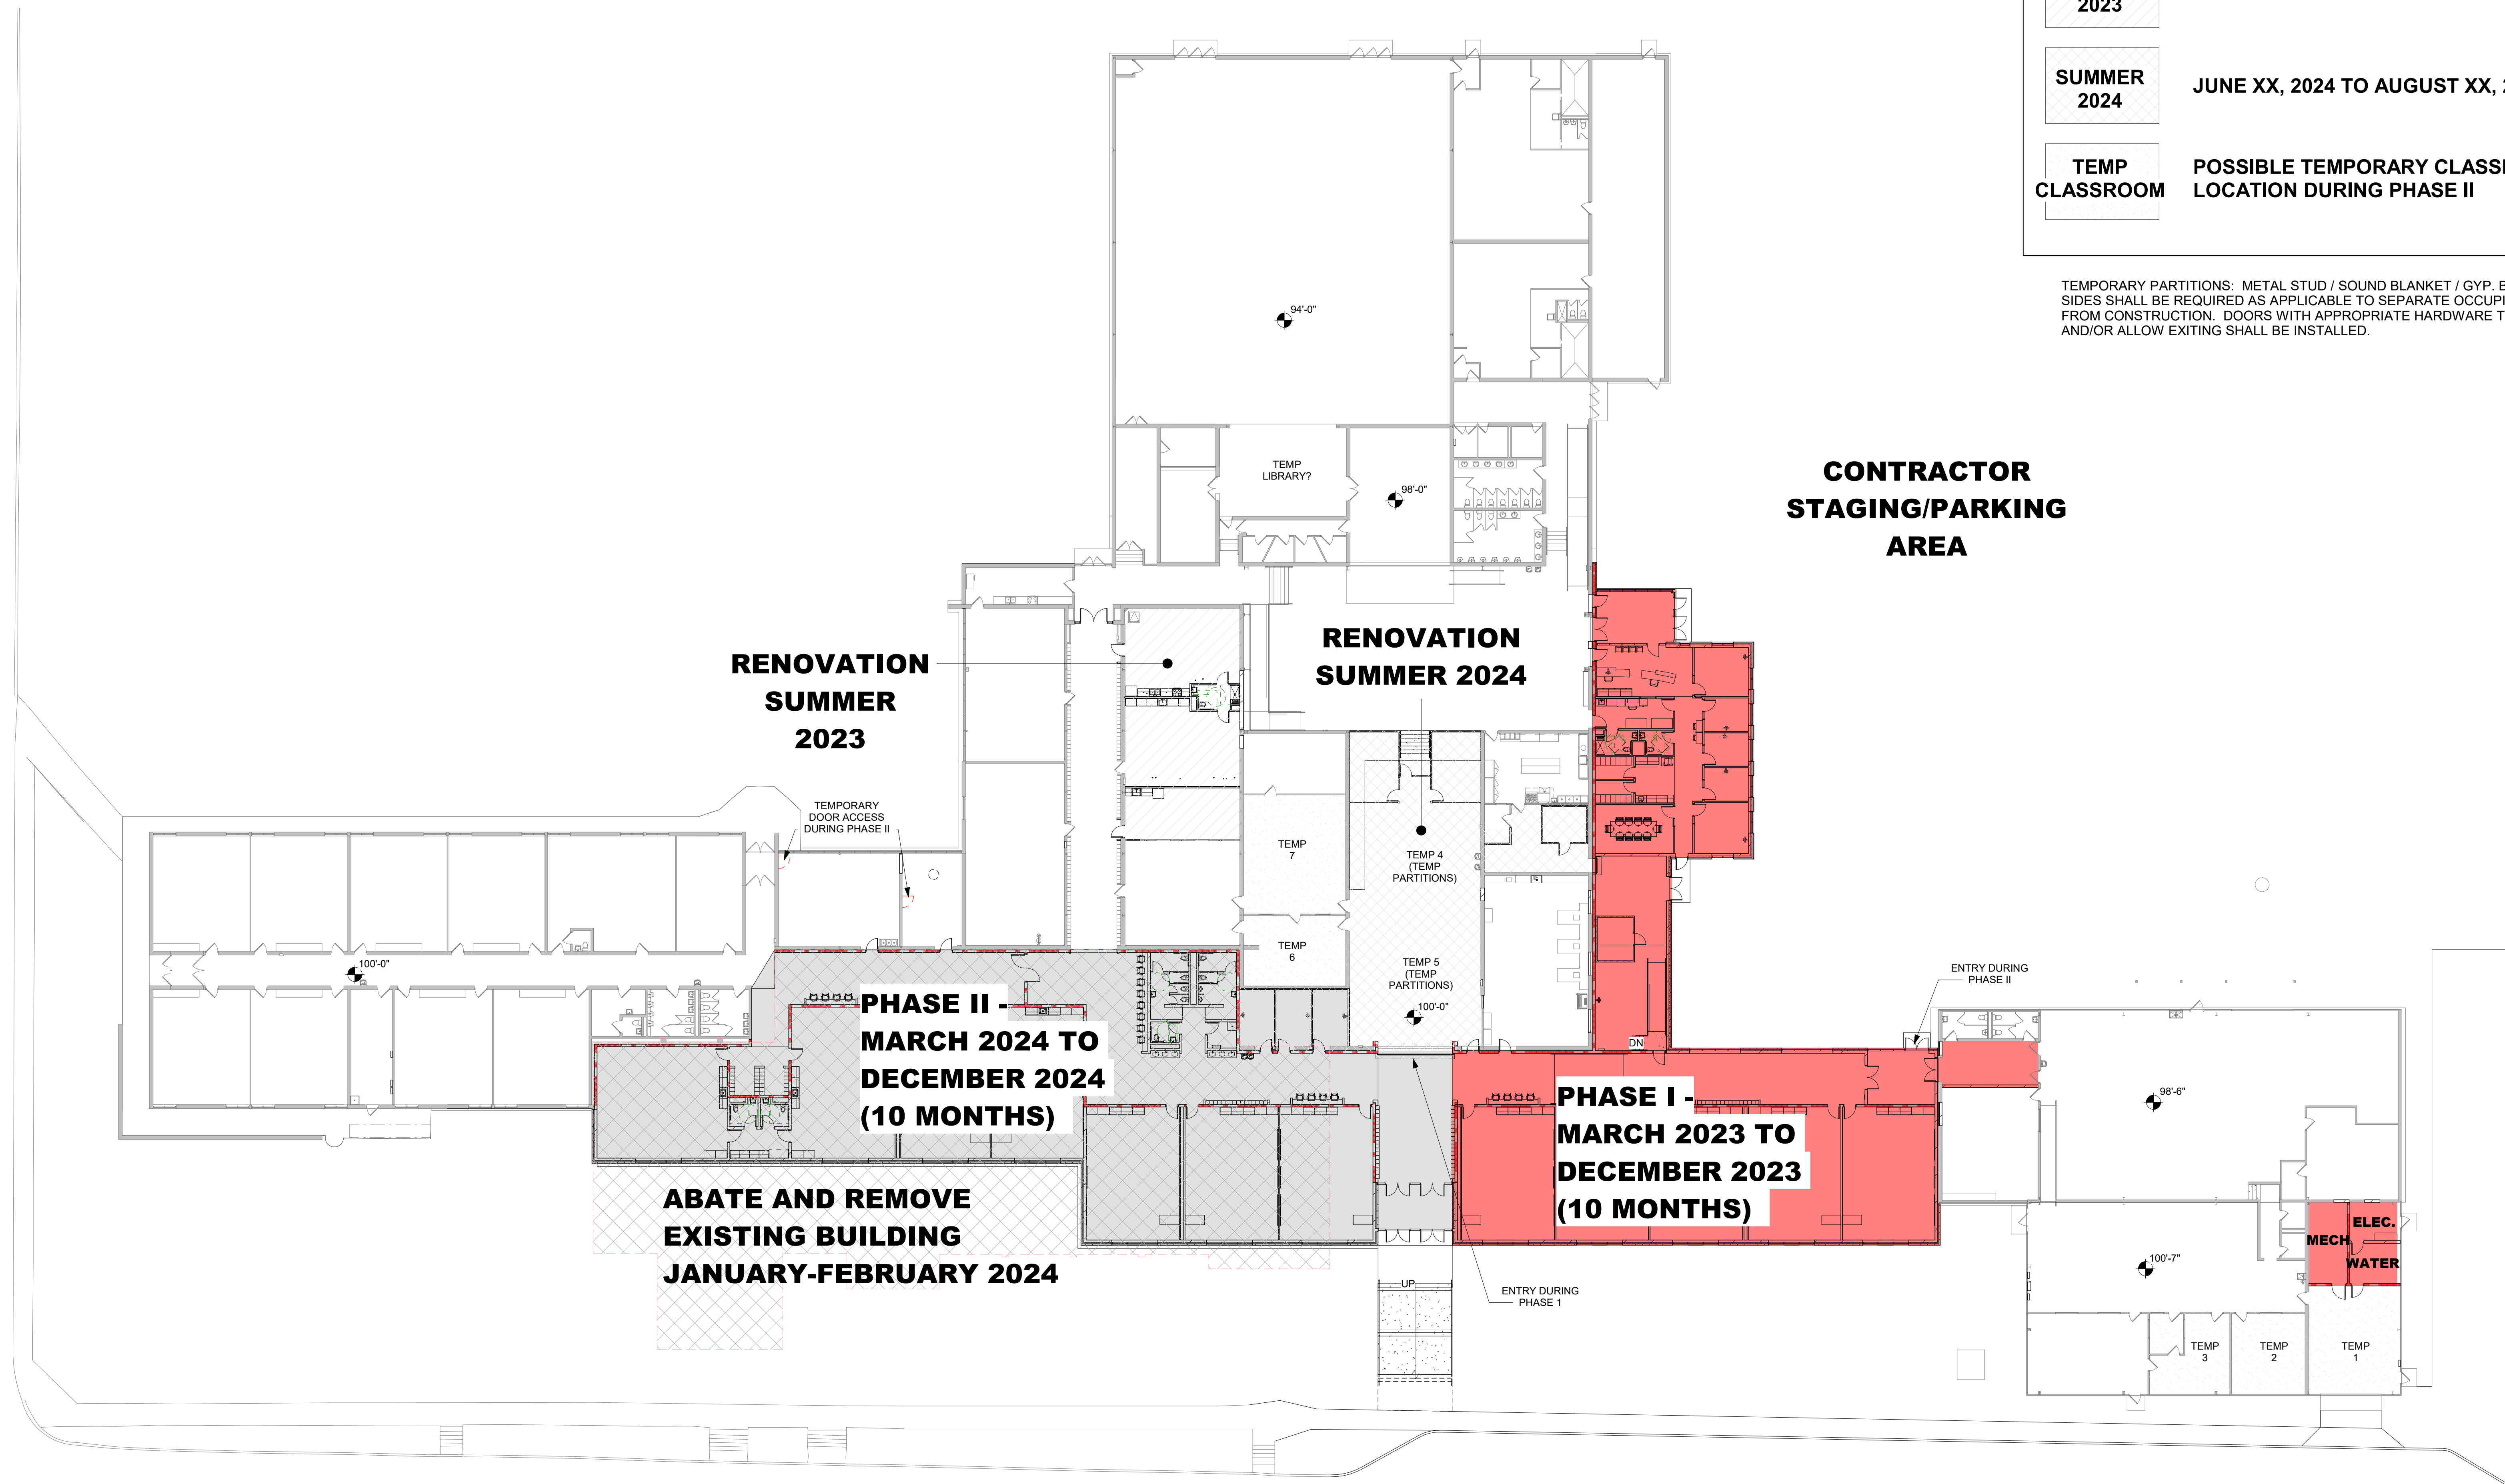 2023
SUMMER
2024
JUNE XX, 2024 TO AUGUST XX,
TEMP
CLASSROOM
POSSIBLE TEMPORARY
LOCATION DURING PHASE II
TEMPORARY PARTITIONS: METAL STUD / SOUND BLANKET / GYP.
SIDES SHALL BE REQUIRED AS APPLICABLE TO SEPARATE
FROM CONSTRUCTION. DOORS WITH APPROPRIATE HARDWARE
AND/OR ALLOW EXITING SHALL BE INSTALLED.
94'-0"
TEMP
LIBRARY?
98'-0"
CONTRACTOR
STAGING/PARKING
AREA
RENOVATION
SUMMER
2023
RENOVATION
SUMMER 2024
TEMPORARY
DOOR ACCESS
DURING PHASE II
TEMP
7
TEMP 4
(TEMP
PARTITIONS)
TEMP
6
TEMP 5
(TEMP
PARTITIONS)
100'-0"
100'-0"
ENTRY DURING
PHASE II
DN
PHASE II -
MARCH 2024 TO
DECEMBER 2024
(10 MONTHS)
PHASE I -
MARCH 2023 TO
DECEMBER 2023
(10 MONTHS)
98'-6"
ABATE AND REMOVE
EXISTING BUILDING
JANUARY-FEBRUARY 2024
ELEC.
MECH
WATER
100'-7"
UP
ENTRY DURING
PHASE 1
TEMP
3
TEMP
2
TEMP
1